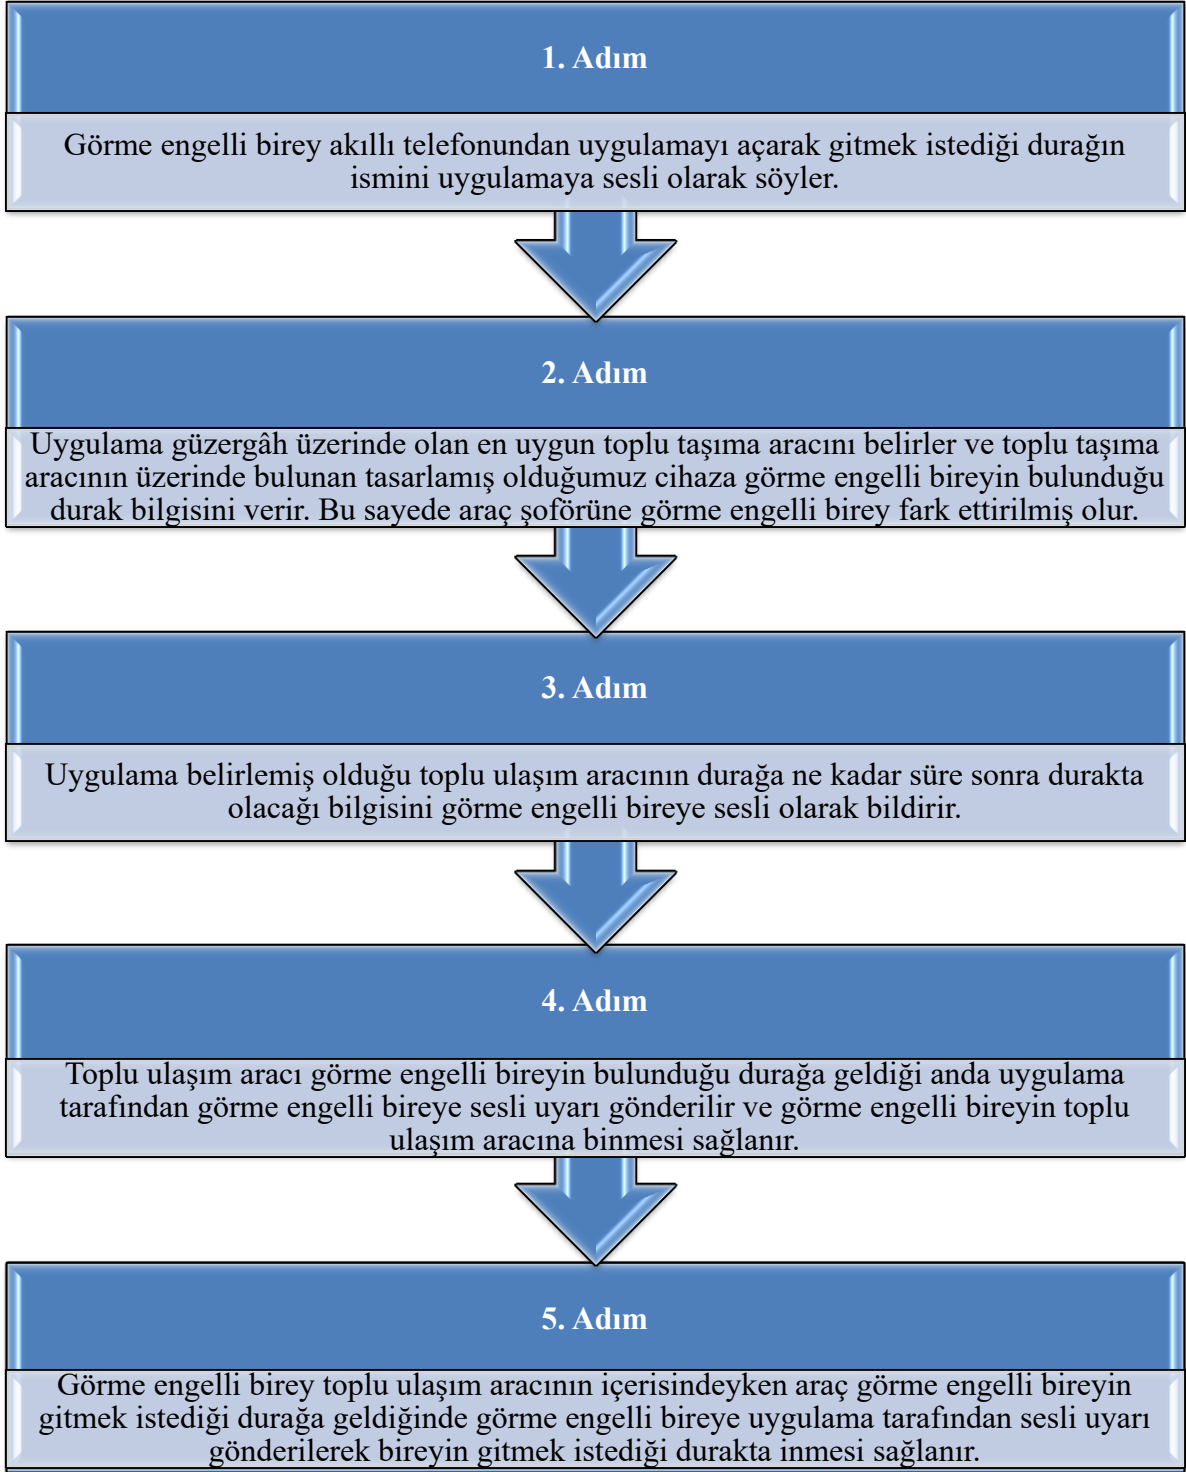 1. Adım
Görme engelli birey akıllı telefonundan uygulamayı açarak gitmek istediği durağın
ismini uygulamaya sesli olarak söyler.
2. Adım
Uygulama güzergâh üzerinde olan en uygun toplu taşıma aracını belirler ve toplu taşıma
aracının üzerinde bulunan tasarlamış olduğumuz cihaza görme engelli bireyin bulunduğu
durak bilgisini verir. Bu sayede araç şoförüne görme engelli birey fark ettirilmiş olur.
3. Adım
Uygulama belirlemiş olduğu toplu ulaşım aracının durağa ne kadar süre sonra durakta
olacağı bilgisini görme engelli bireye sesli olarak bildirir.
4. Adım
Toplu ulaşım aracı görme engelli bireyin bulunduğu durağa geldiği anda uygulama
tarafından görme engelli bireye sesli uyarı gönderilir ve görme engelli bireyin toplu
ulaşım aracına binmesi sağlanır.
5. Adım
Görme engelli birey toplu ulaşım aracının içerisindeyken araç görme engelli bireyin
gitmek istediği durağa geldiğinde görme engelli bireye uygulama tarafından sesli uyarı
gönderilerek bireyin gitmek istediği durakta inmesi sağlanır.